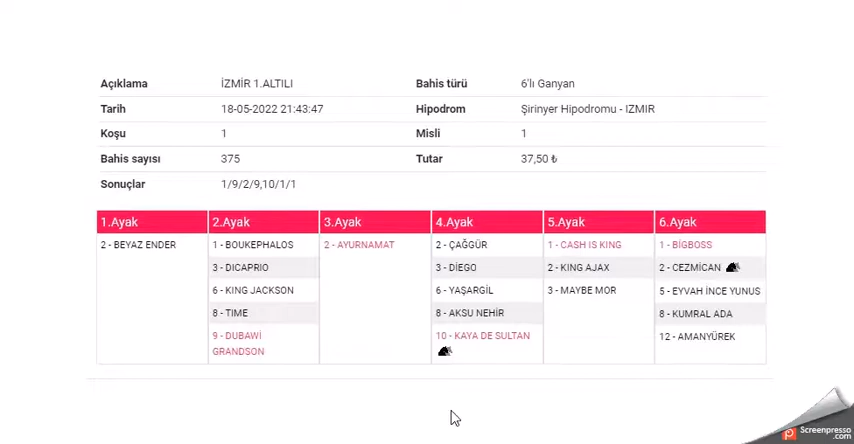 Açıklama İZMİR 1.ALTILI Bahis türü 6'lı Ganyan
Tarih 18-05-2022 21:43:47 Hipodrom Şirinyer Hipodromu - IZMIR
Koşu 1 Misli 1
Bahis sayısı 375 Tutar 37,50 ₺
Sonuçlar 1/9/2/9,10/1/1
1.Ayak 2.Ayak 3.Ayak 4.Ayak 5.Ayak 6.Ayak
2 - BEYAZ ENDER 1 - BOUKEPHALOS 2 - AYURNAMAT 2 - ÇAĞGÜR 1 - CASH IS KING 1 - BİGBOSS
3 - DICAPRIO 3 - DİEGO 2 - KING AJAX 2 - CEZMİCAN
6 - KING JACKSON 6 - YAŞARGİL 3 - MAYBE MOR 5 - EYVAH İNCE YUNUS
8 - TIME 8 - AKSU NEHİR 8 - KUMRAL ADA
9 - DUBAWİ 10 - KAYA DE SULTAN 12 - AMANYÜREK
GRANDSON
Screenpresso
.com